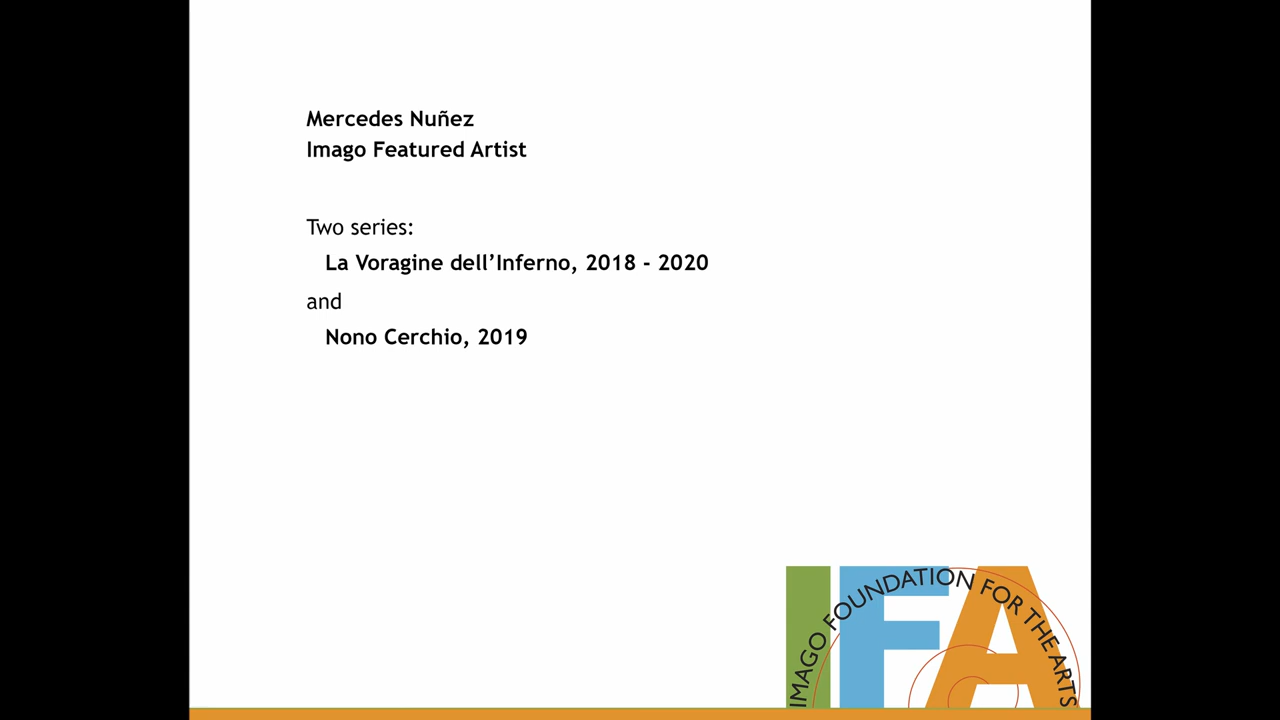 Mercedes Nuñez
Imago Featured Artist
Two series:
La Voragine dell’Inferno, 2018 - 2020
and
Nono Cerchio, 2019
IFA
IMAGO FOUNDATION FOR THE ARTS